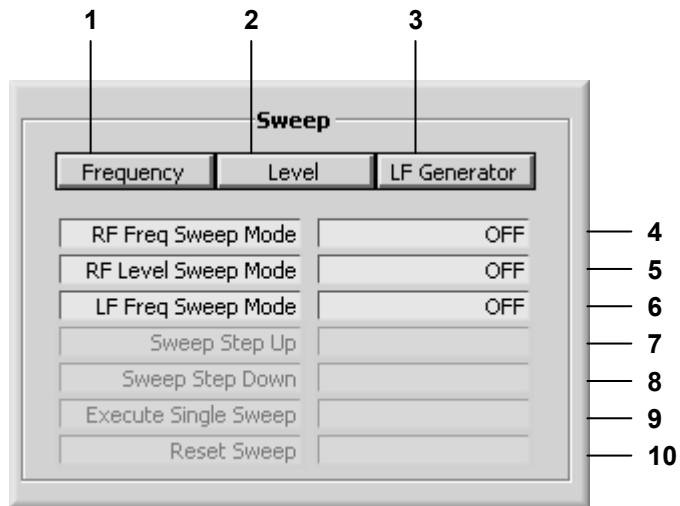 1 2 3
Sweep
Frequency Level LF Generator
RF Freq Sweep Mode OFF 4
RF Level Sweep Mode OFF 5
LF Freq Sweep Mode OFF 6
Sweep Step Up 7
Sweep Step Down 8
Execute Single Sweep 9
Reset Sweep 10